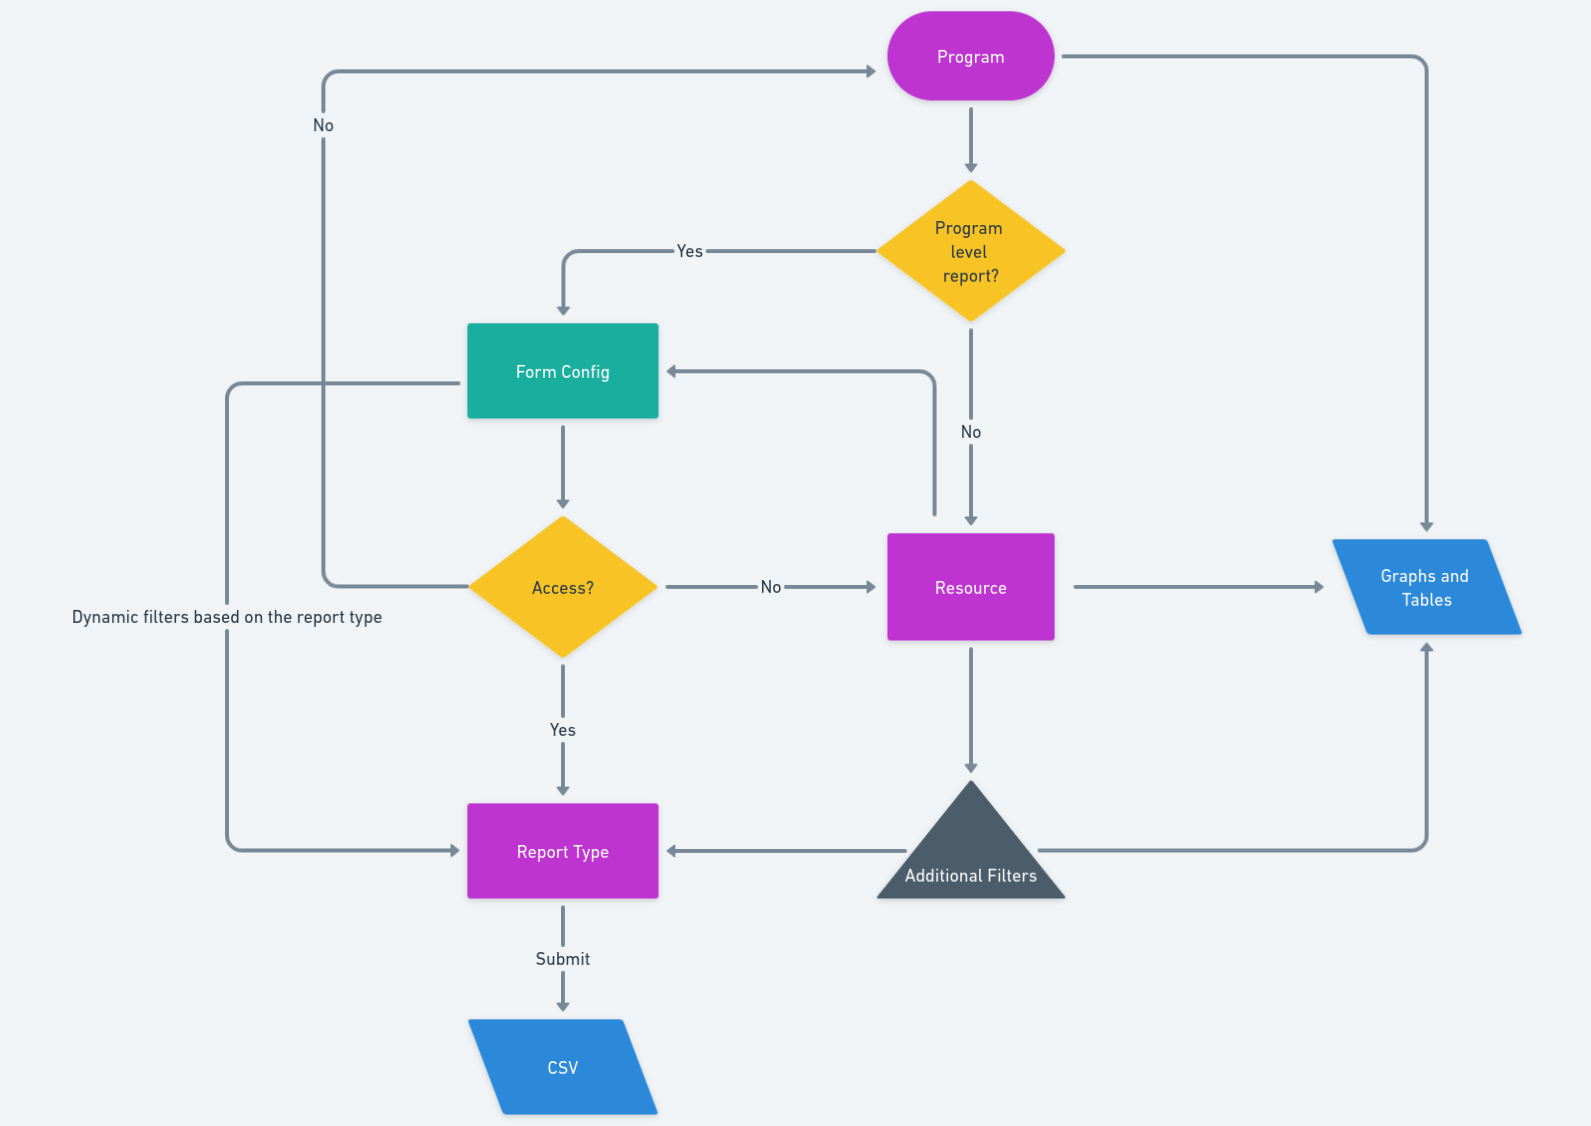 Program
No
Program
level
report?
Yes
Form Config
No
Access?
No
Resource
Graphs and
Tables
Dynamic filters based on the report type
Yes
Report Type
Additional Filters
Submit
CSV